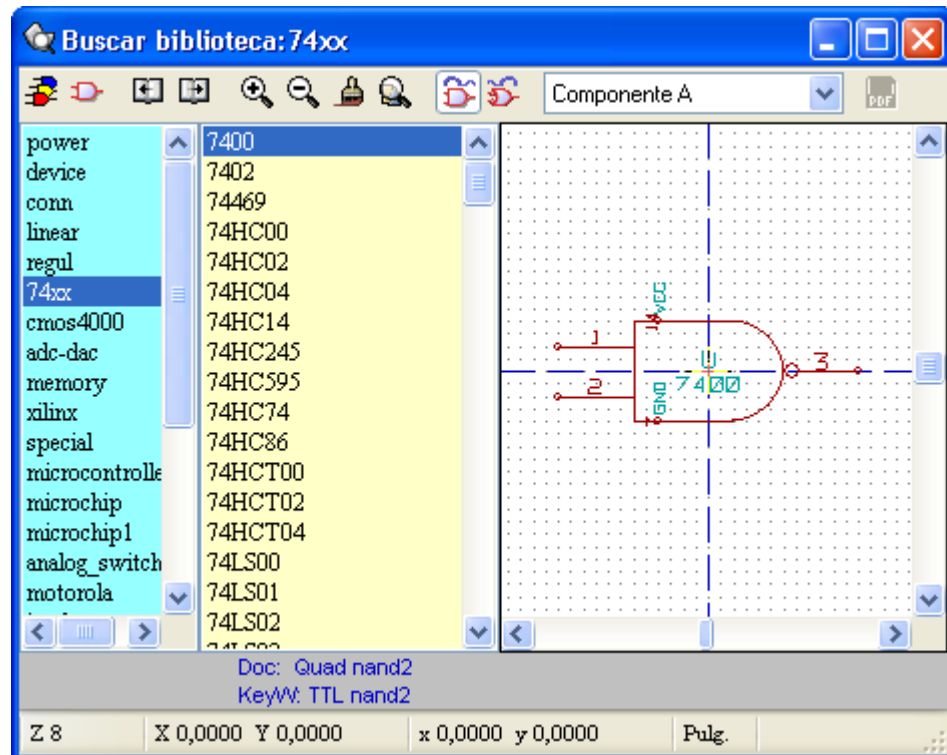 Buscar biblioteca: 74xx
Componente A
PDF
power
device
conn
linear
regul
74xx
cmos4000
adc-dac
memory
xilinx
special
microcontrolle
microchip
microchip1
analog_switch
motorola
7400
7402
74469
74HC00
74HC02
74HC04
74HC14
74HC245
74HC595
74HC74
74HC86
74HCT00
74HCT02
74HCT04
74LS00
74LS01
74LS02
14
VCC
1
U
3
2
7400
GND
Doc: Quad nand2
KeyW: TTL nand2
Z 8
X 0,0000 Y 0,0000
x 0,0000 y 0,0000
Pulg.